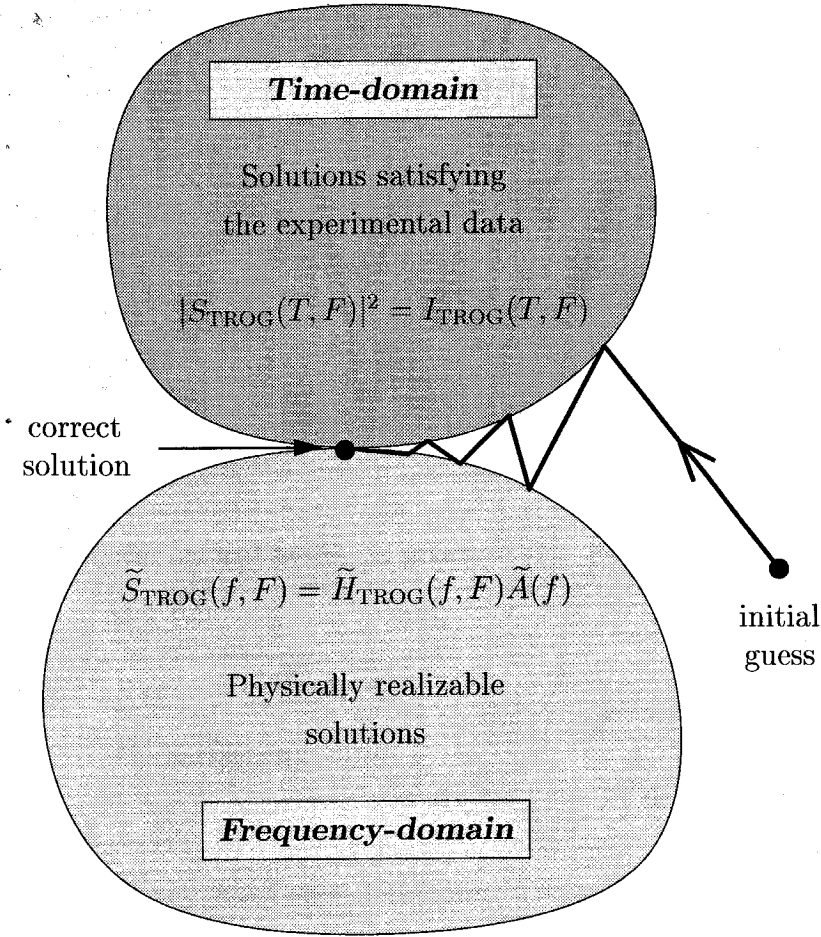 Time-domain
Solutions satisfying
the experimental data
|S_TROG(T, F)|² = I_TROG(T, F)
correct
solution
S̃_TROG(f, F) = H̃_TROG(f, F)Ã(f)
initial
guess
Physically realizable
solutions
Frequency-domain